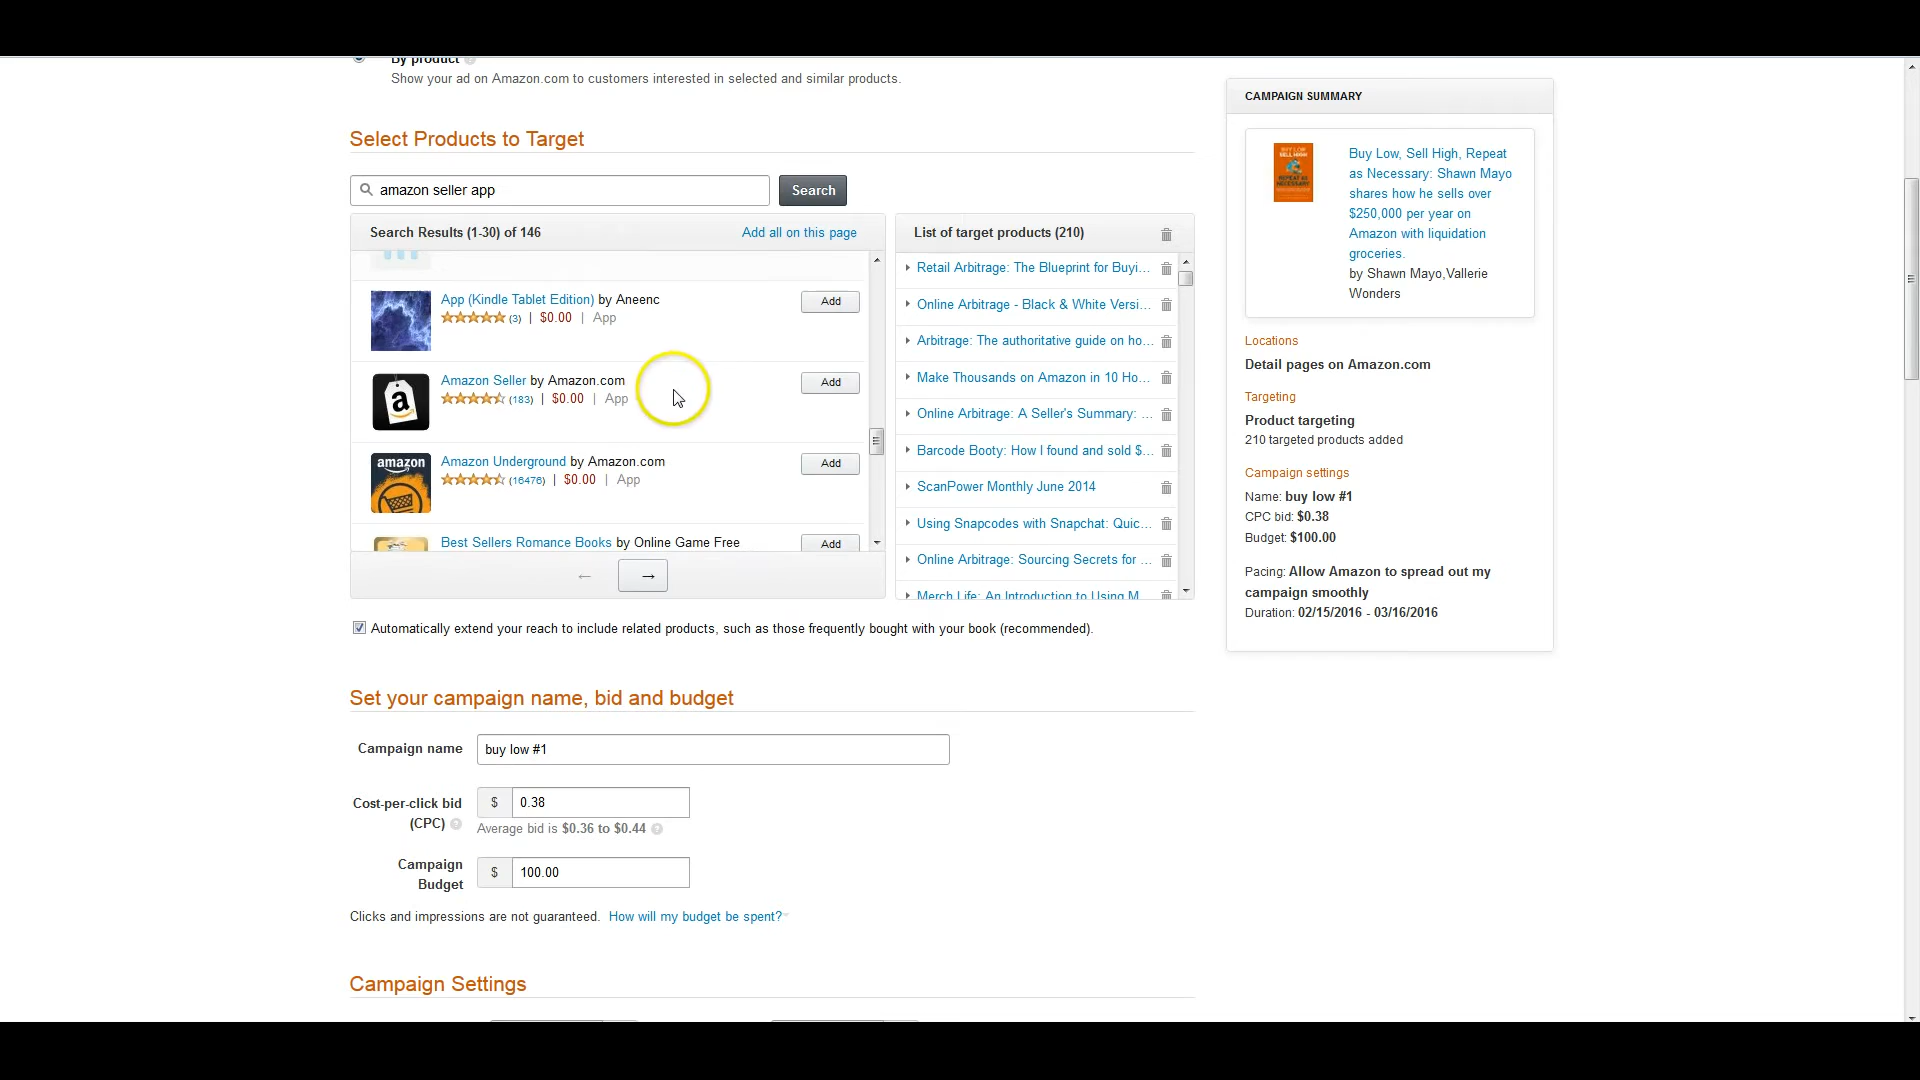 By product
Show your ad on Amazon.com to customers interested in selected and similar products.
Select Products to Target
amazon seller app
Search
Search Results (1-30) of 146
Add all on this page
App (Kindle Tablet Edition) by Aneenc
(3) | $0.00 | App
Add
Amazon Seller by Amazon.com
(183) | $0.00 | App
Add
a
Amazon Underground by Amazon.com
(16476) | $0.00 | App
Add
amazon
Best Sellers Romance Books by Online Game Free
Add
←
→
List of target products (210)
Retail Arbitrage: The Blueprint for Buyi...
Online Arbitrage - Black & White Versi...
Arbitrage: The authoritative guide on ho...
Make Thousands on Amazon in 10 Ho...
Online Arbitrage: A Seller's Summary: ...
Barcode Booty: How I found and sold $...
ScanPower Monthly June 2014
Using Snapcodes with Snapchat: Quic...
Online Arbitrage: Sourcing Secrets for ...
Merch Life: An Introduction to Using M...
Automatically extend your reach to include related products, such as those frequently bought with your book (recommended).
Set your campaign name, bid and budget
Campaign name
buy low #1
Cost-per-click bid
(CPC)
$ 0.38
Average bid is $0.36 to $0.44
Campaign
Budget
$ 100.00
Clicks and impressions are not guaranteed. How will my budget be spent?
Campaign Settings
CAMPAIGN SUMMARY
BUY LOW
SELL HIGH
REPEAT AS
NECESSARY
Buy Low, Sell High, Repeat
as Necessary: Shawn Mayo
shares how he sells over
$250,000 per year on
Amazon with liquidation
groceries.
by Shawn Mayo,Vallerie
Wonders
Locations
Detail pages on Amazon.com
Targeting
Product targeting
210 targeted products added
Campaign settings
Name: buy low #1
CPC bid: $0.38
Budget: $100.00
Pacing: Allow Amazon to spread out my
campaign smoothly
Duration: 02/15/2016 - 03/16/2016